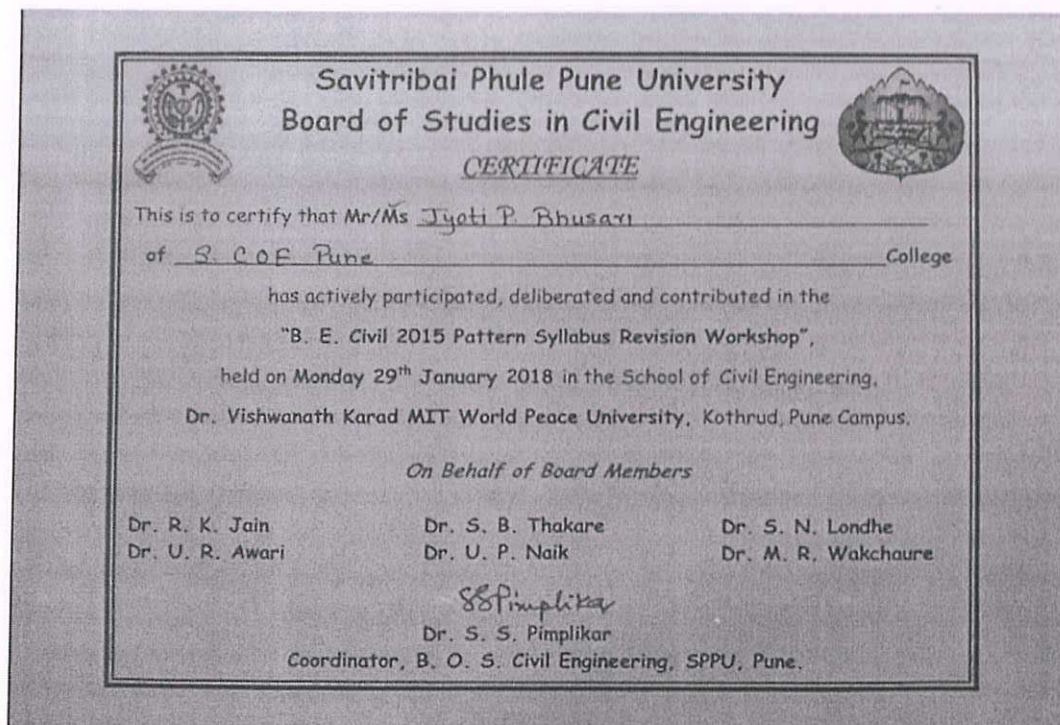 Savitribai Phule Pune University
Board of Studies in Civil Engineering
CERTIFICATE
This is to certify that Mr/Ms Jyoti P. Bhusari
of S. COE Pune College
has actively participated, deliberated and contributed in the
"B. E. Civil 2015 Pattern Syllabus Revision Workshop",
held on Monday 29th January 2018 in the School of Civil Engineering,
Dr. Vishwanath Karad MIT World Peace University, Kothrud, Pune Campus.
On Behalf of Board Members
Dr. R. K. Jain Dr. S. B. Thakare Dr. S. N. Londhe
Dr. U. R. Awari Dr. U. P. Naik Dr. M. R. Wakchaure
SSPimplikar
Dr. S. S. Pimplikar
Coordinator, B. O. S. Civil Engineering, SPPU, Pune.